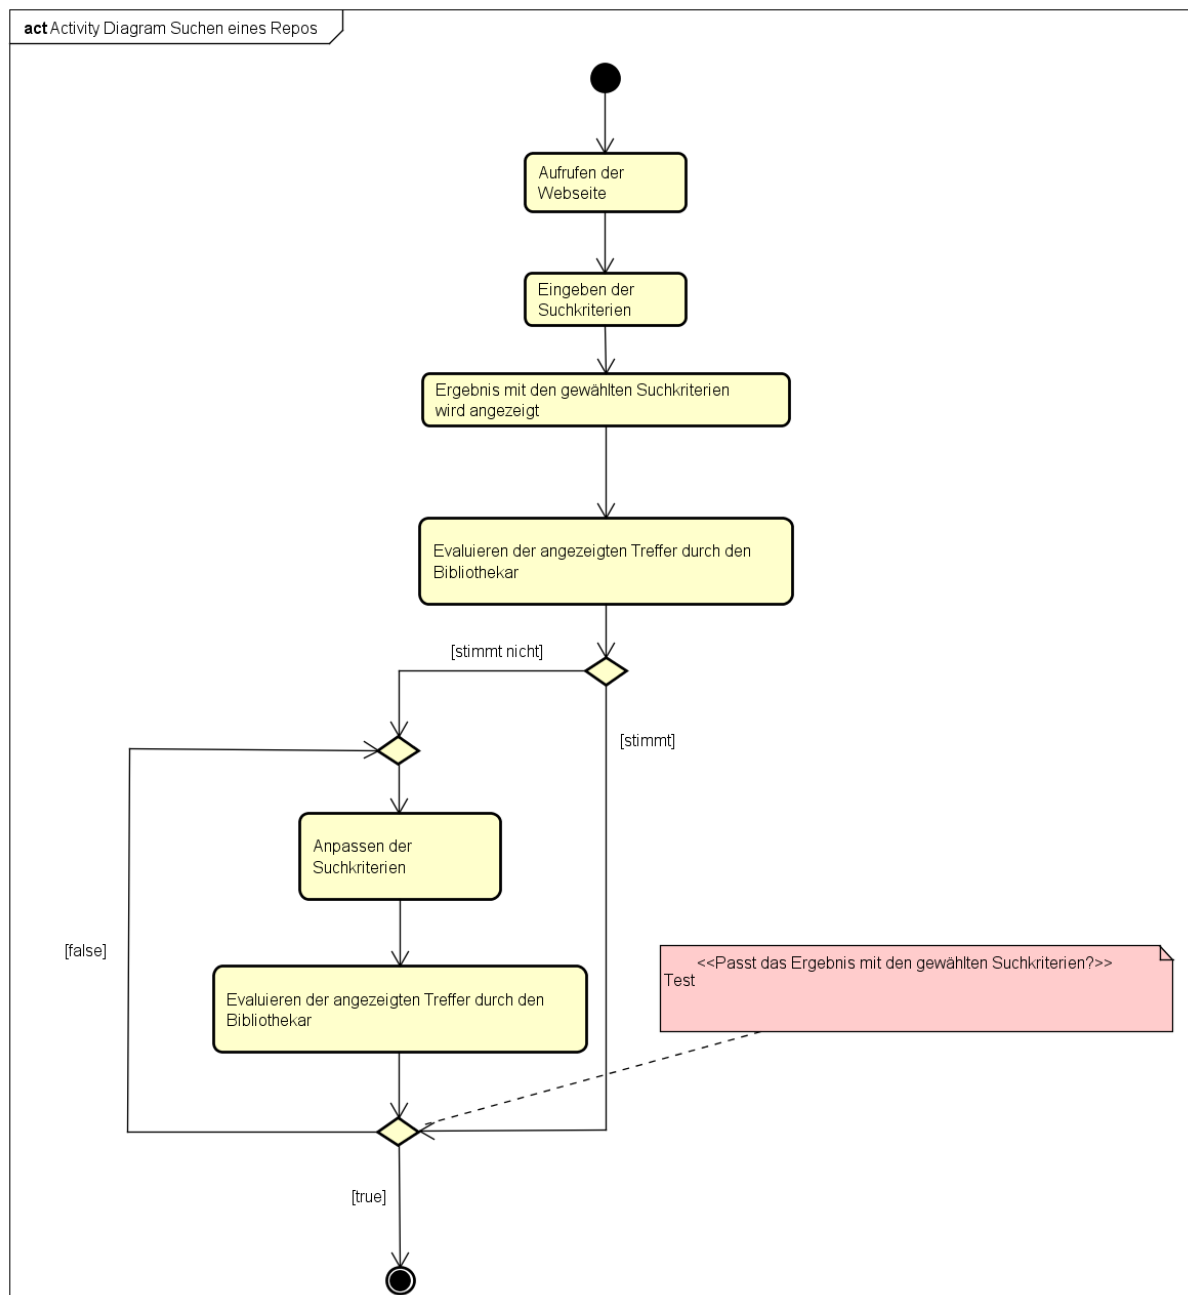 act Activity Diagram Suchen eines Repos
Aufrufen der
Webseite
Eingeben der
Suchkriterien
Ergebnis mit den gewählten Suchkriterien
wird angezeigt
Evaluieren der angezeigten Treffer durch den
Bibliothekar
[stimmt nicht]
[stimmt]
Anpassen der
Suchkriterien
[false]
<<Passt das Ergebnis mit den gewählten Suchkriterien?>>
Test
Evaluieren der angezeigten Treffer durch den
Bibliothekar
[true]